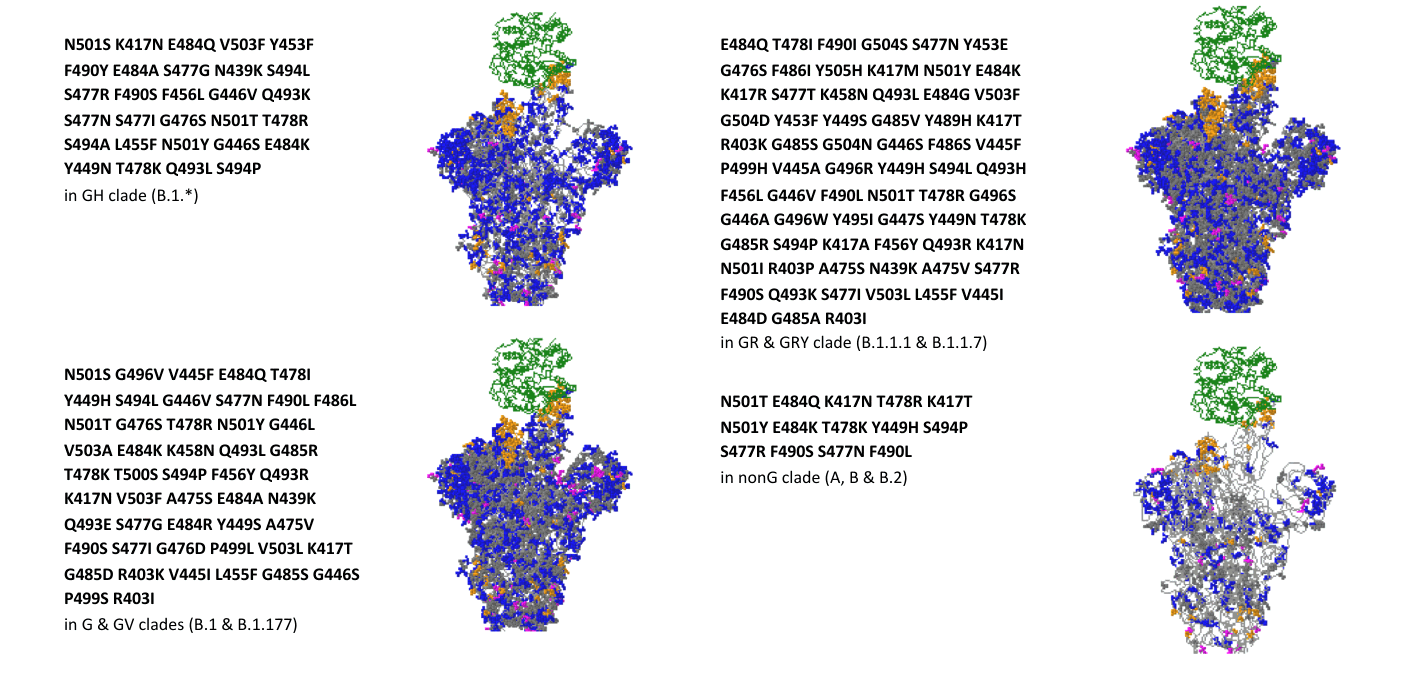 N501S K417N E484Q V503F Y453F
F490Y E484A S477G N439K S494L
S477R F490S F456L G446V Q493K
S477N S477I G476S N501T T478R
S494A L455F N501Y G446S E484K
Y449N T478K Q493L S494P
in GH clade (B.1.*)
N501S G496V V445F E484Q T478I
Y449H S494L G446V S477N F490L F486L
N501T G476S T478R N501Y G446L
V503A E484K K458N Q493L G485R
T478K T500S S494P F456Y Q493R
K417N V503F A475S E484A N439K
Q493E S477G E484R Y449S A475V
F490S S477I G476D P499L V503L K417T
G485D R403K V445I L455F G485S G446S
P499S R403I
in G & GV clades (B.1 & B.1.177)
E484Q T478I F490I G504S S477N Y453E
G476S F486I Y505H K417M N501Y E484K
K417R S477T K458N Q493L E484G V503F
G504D Y453F Y449S G485V Y489H K417T
R403K G485S G504N G446S F486S V445F
P499H V445A G496R Y449H S494L Q493H
F456L G446V F490L N501T T478R G496S
G446A G496W Y495I G447S Y449N T478K
G485R S494P K417A F456Y Q493R K417N
N501I R403P A475S N439K A475V S477R
F490S Q493K S477I V503L L455F V445I
E484D G485A R403I
in GR & GRY clade (B.1.1.1 & B.1.1.7)
N501T E484Q K417N T478R K417T
N501Y E484K T478K Y449H S494P
S477R F490S S477N F490L
in nonG clade (A, B & B.2)